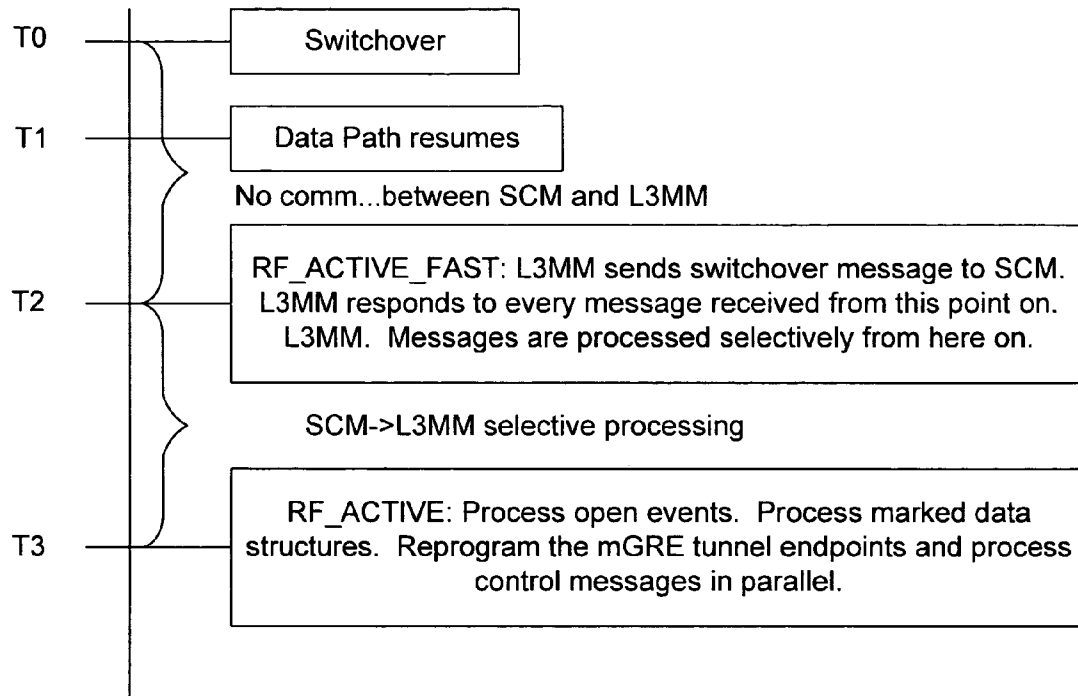 T0
Switchover
T1
Data Path resumes
No comm...between SCM and L3MM
T2
RF_ACTIVE_FAST: L3MM sends switchover message to SCM.
L3MM responds to every message received from this point on.
L3MM. Messages are processed selectively from here on.
SCM->L3MM selective processing
T3
RF_ACTIVE: Process open events. Process marked data
structures. Reprogram the mGRE tunnel endpoints and process
control messages in parallel.